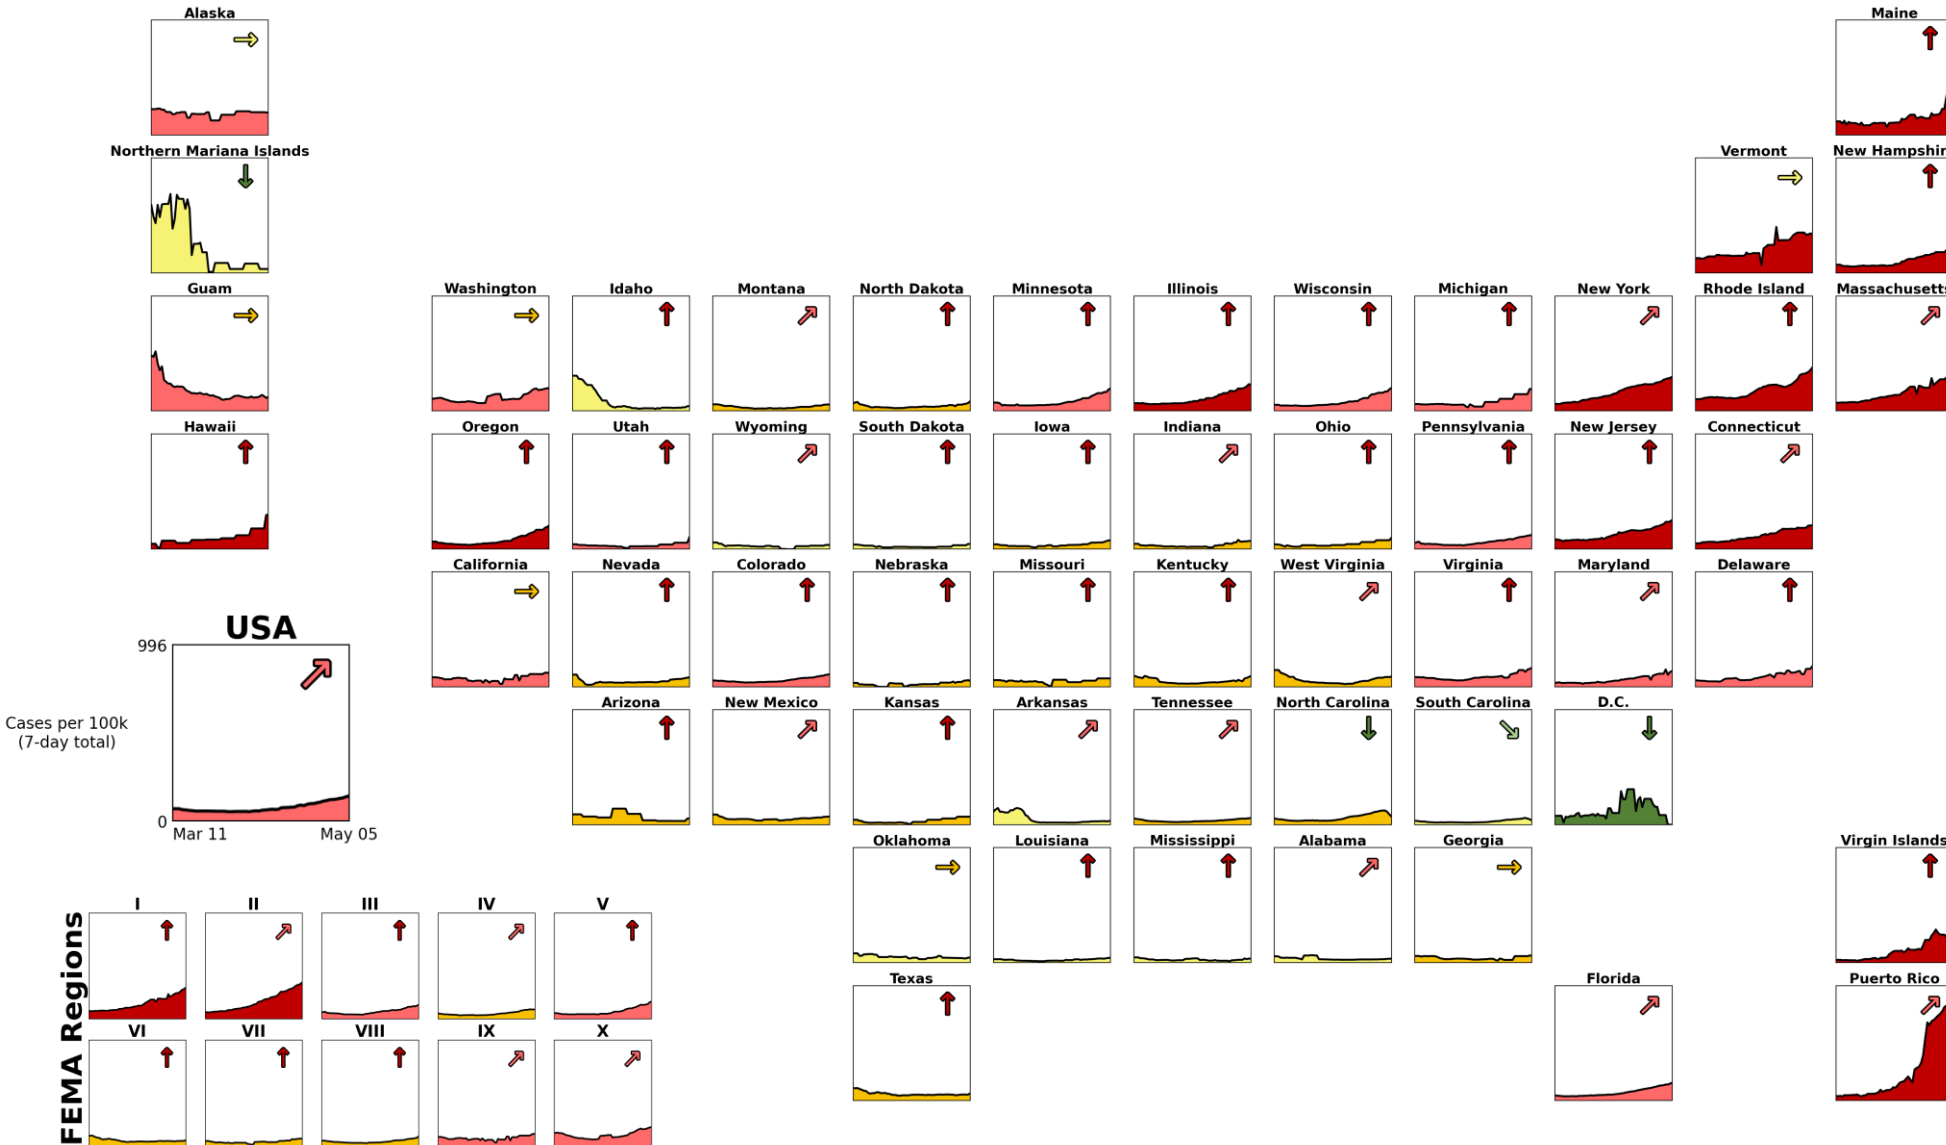 Alaska
Maine
Northern Mariana Islands
Vermont
New Hampshir
Guam
Washington
Idaho
Montana
North Dakota
Minnesota
Illinois
Wisconsin
Michigan
New York
Rhode Island
Massachusetts
Hawaii
Oregon
Utah
Wyoming
South Dakota
Iowa
Indiana
Ohio
Pennsylvania
New Jersey
Connecticut
California
Nevada
Colorado
Nebraska
Missouri
Kentucky
West Virginia
Virginia
Maryland
Delaware
USA
996
Cases per 100k
(7-day total)
0
Mar 11
May 05
Arizona
New Mexico
Kansas
Arkansas
Tennessee
North Carolina
South Carolina
D.C.
Oklahoma
Louisiana
Mississippi
Alabama
Georgia
Virgin Islands
Texas
Florida
Puerto Rico
FEMA Regions
I
II
III
IV
V
VI
VII
VIII
IX
X